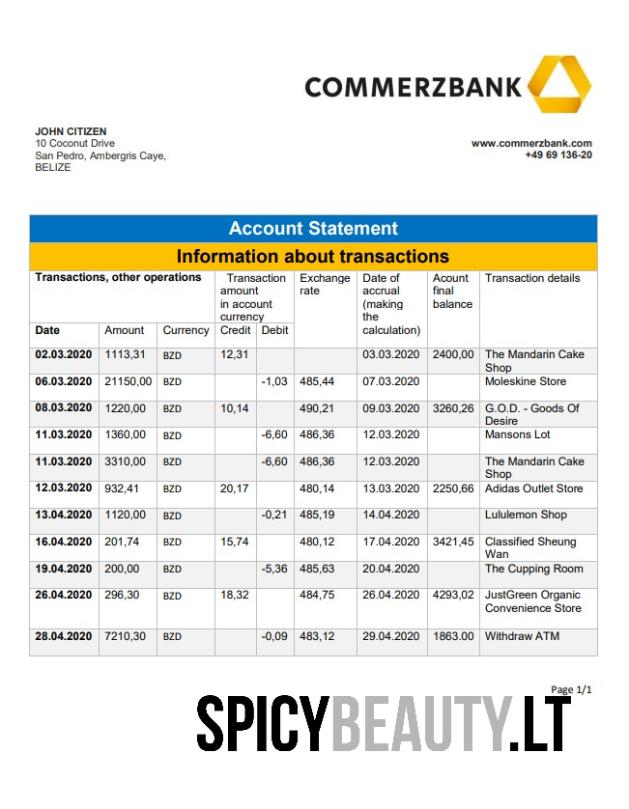 COMMERZBANK
JOHN CITIZEN
10 Coconut Drive
San Pedro, Ambergris Caye,
BELIZE
www.commerzbank.com
+49 69 136-20
Account Statement
Information about transactions
Transactions, other operations Transaction amount in account currency Exchange rate Date of accrual (making the calculation) Acount final balance Transaction details
Date Amount Currency Credit Debit
02.03.2020 1113,31 BZD 12,31 03.03.2020 2400,00 The Mandarin Cake Shop
06.03.2020 21150,00 BZD -1,03 485,44 07.03.2020 Moleskine Store
08.03.2020 1220,00 BZD 10,14 490,21 09.03.2020 3260,26 G.O.D. - Goods Of Desire
11.03.2020 1360,00 BZD -6,60 486,36 12.03.2020 Mansons Lot
11.03.2020 3310,00 BZD -6,60 486,36 12.03.2020 The Mandarin Cake Shop
12.03.2020 932,41 BZD 20,17 480,14 13.03.2020 2250,66 Adidas Outlet Store
13.04.2020 1120,00 BZD -0,21 485,19 14.04.2020 Lululemon Shop
16.04.2020 201,74 BZD 15,74 480,12 17.04.2020 3421,45 Classified Sheung Wan
19.04.2020 200,00 BZD -5,36 485,63 20.04.2020 The Cupping Room
26.04.2020 296,30 BZD 18,32 484,75 26.04.2020 4293,02 JustGreen Organic Convenience Store
28.04.2020 7210,30 BZD -0,09 483,12 29.04.2020 1863.00 Withdraw ATM
Page 1/1
SPICYBEAUTY.LT